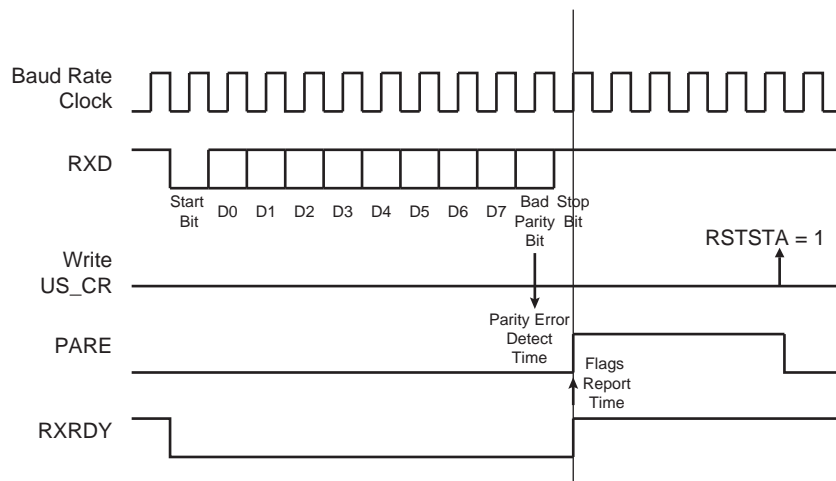 Baud Rate
Clock
RXD
Start
Bit
D0
D1
D2
D3
D4
D5
D6
D7
Bad
Parity
Bit
Stop
Bit
RSTSTA = 1
Write
US_CR
Parity Error
Detect
Time
PARE
Flags
Report
Time
RXRDY